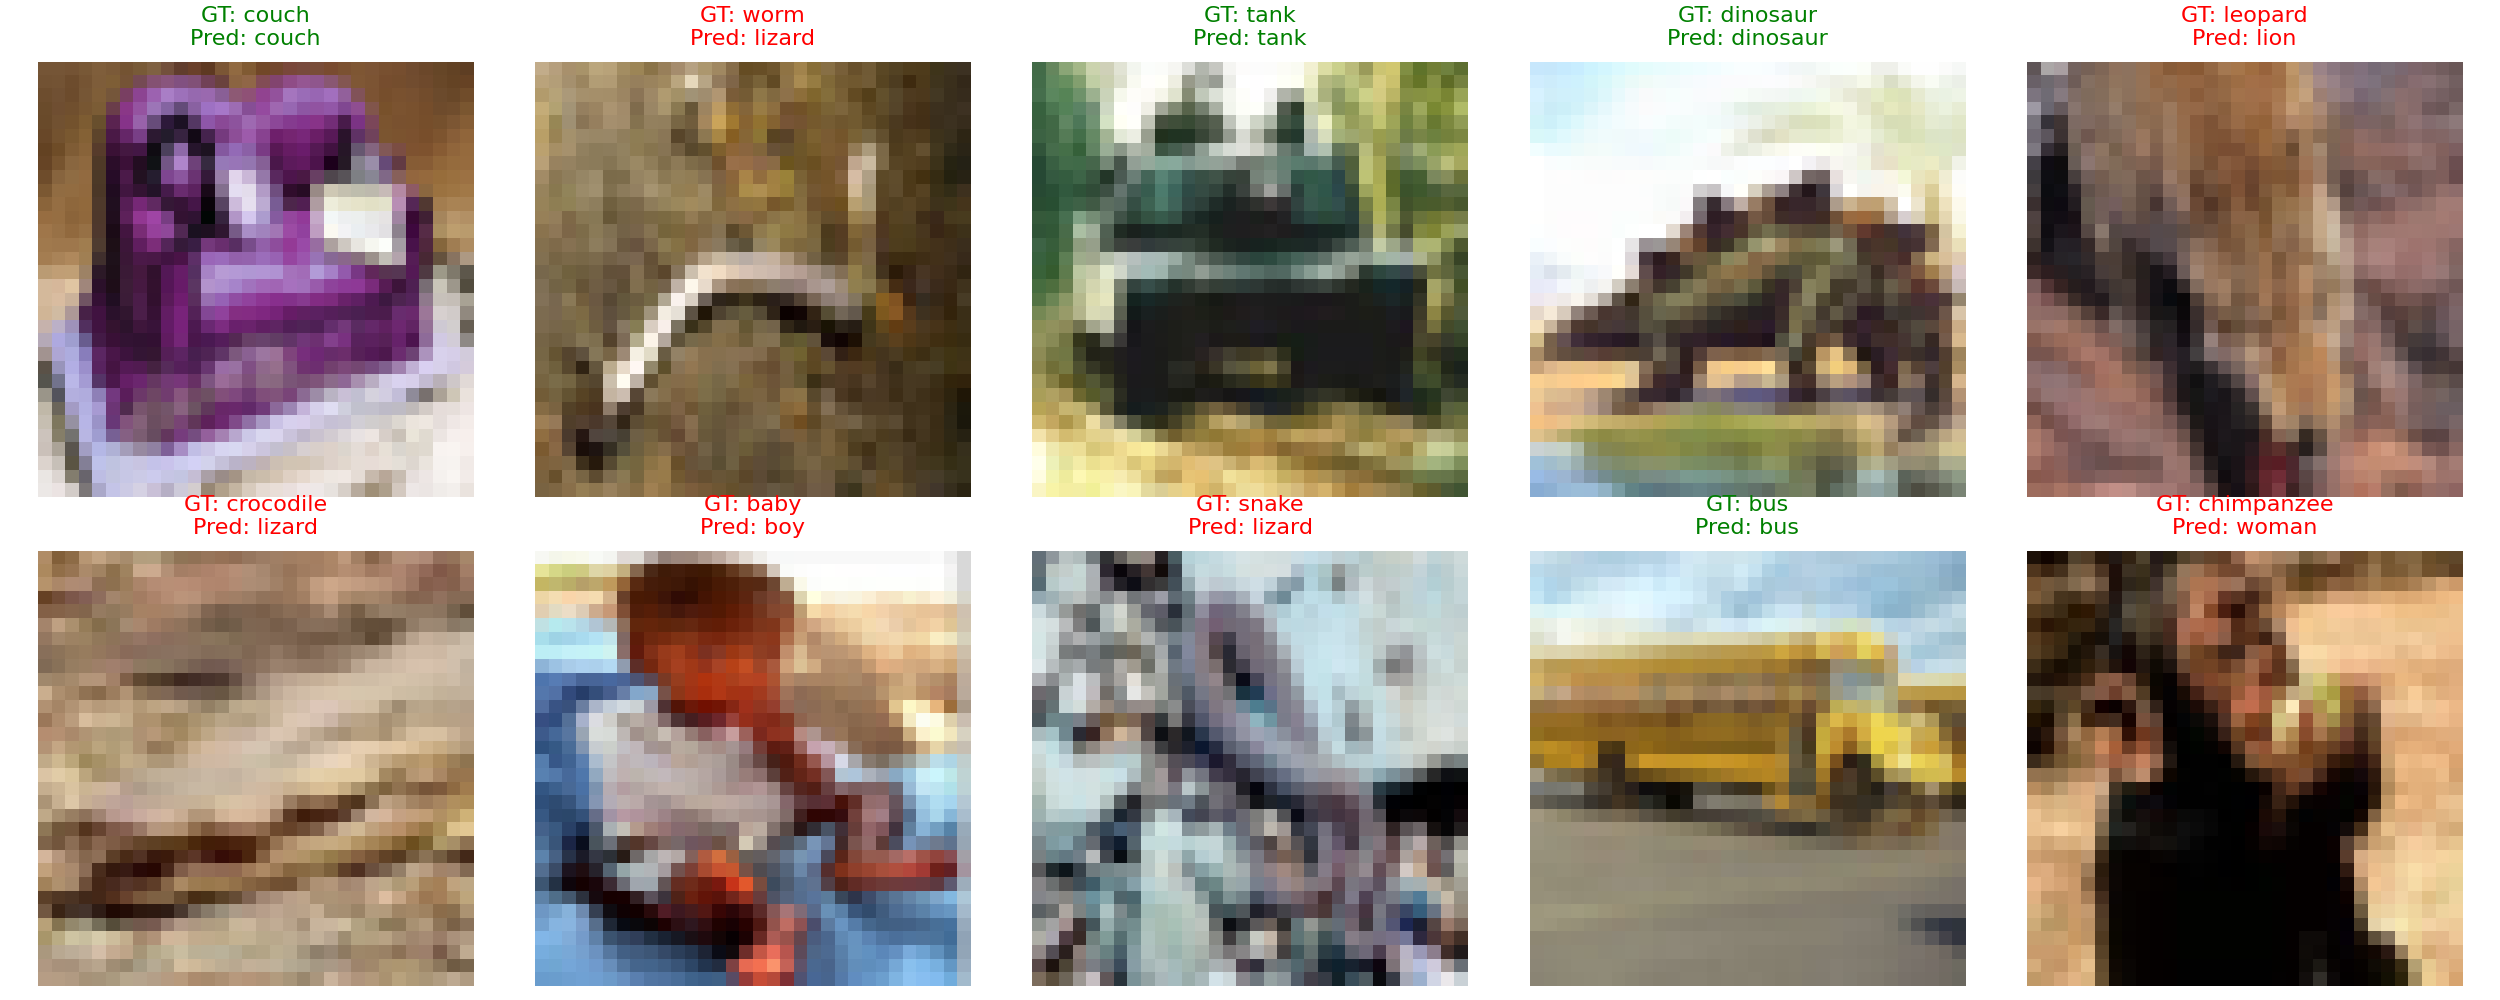 GT: couch
Pred: couch
GT: worm
Pred: lizard
GT: tank
Pred: tank
GT: dinosaur
Pred: dinosaur
GT: leopard
Pred: lion
GT: crocodile
Pred: lizard
GT: baby
Pred: boy
GT: snake
Pred: lizard
GT: bus
Pred: bus
GT: chimpanzee
Pred: woman